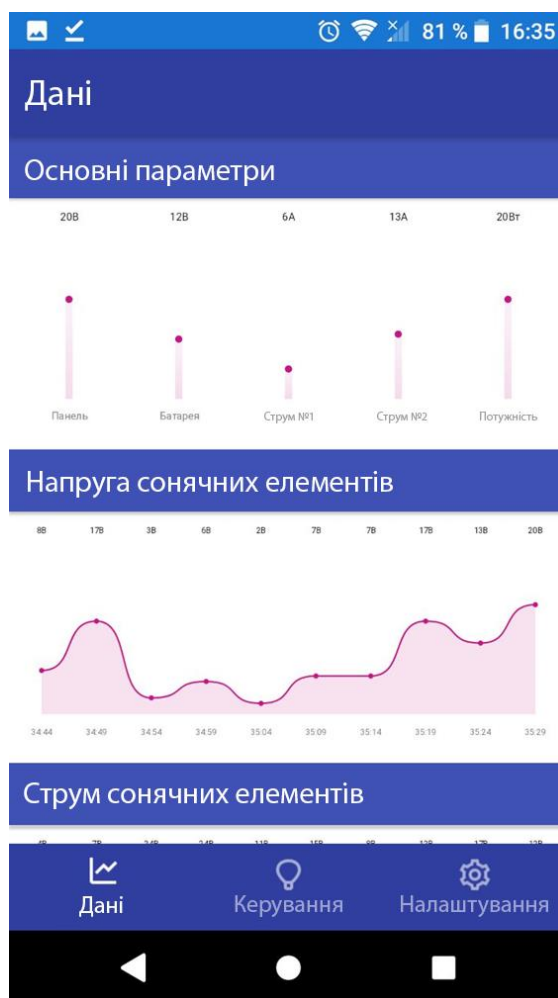 81 % 16:35
Дані
Основні параметри
20В 12В 6А 13А 20Вт
Панель Батарея Струм №1 Струм №2 Потужність
Напруга сонячних елементів
8В 17В 3В 6В 2В 7В 7В 17В 13В 20В
34:44 34:49 34:54 34:59 35:04 35:09 35:14 35:19 35:24 35:29
Струм сонячних елементів
Дані Керування Налаштування